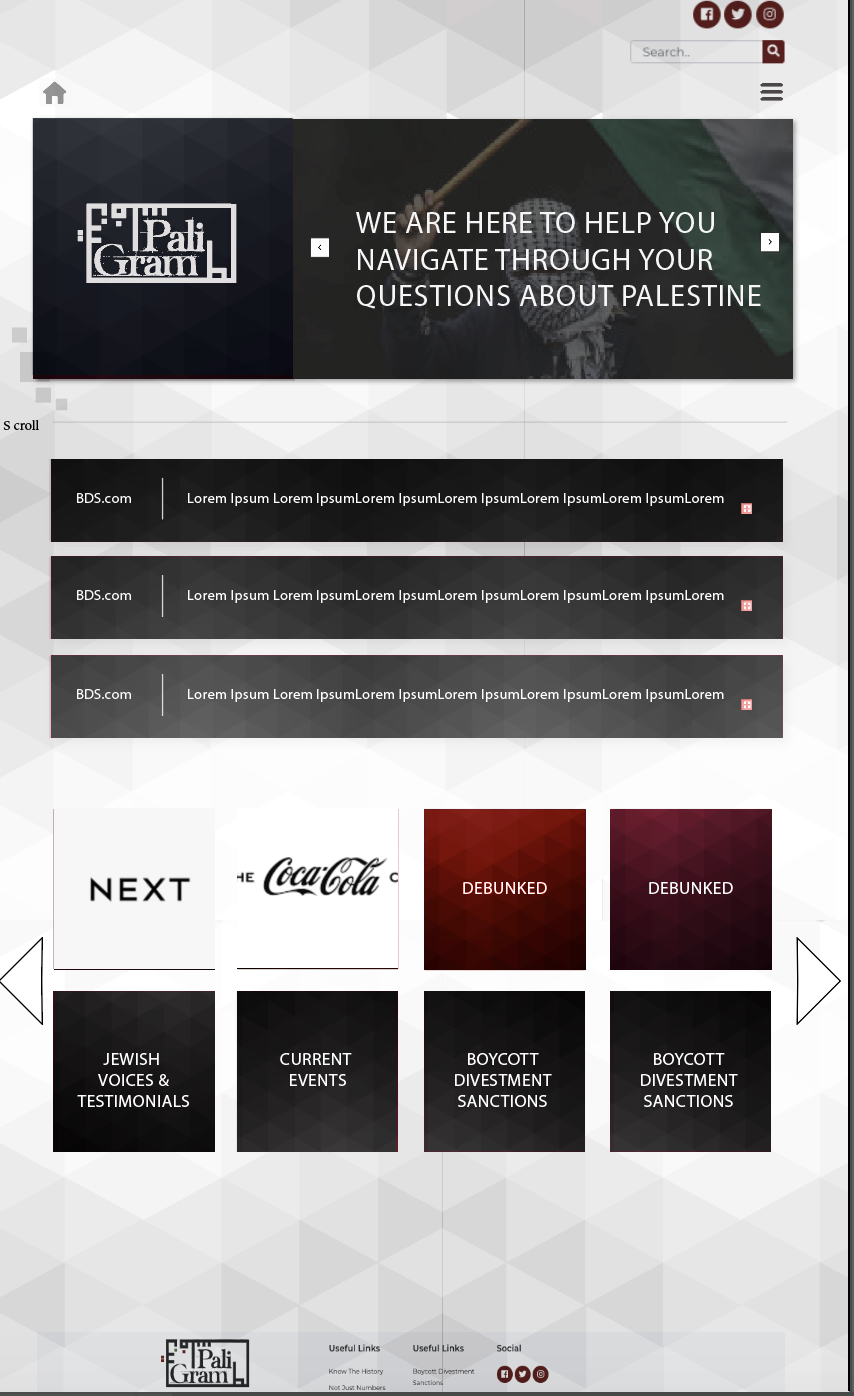 Search..
Pali
Gram
WE ARE HERE TO HELP YOU
NAVIGATE THROUGH YOUR
QUESTIONS ABOUT PALESTINE
S croll
BDS.com
Lorem Ipsum Lorem IpsumLorem IpsumLorem IpsumLorem IpsumLorem IpsumLorem
BDS.com
Lorem Ipsum Lorem IpsumLorem IpsumLorem IpsumLorem IpsumLorem IpsumLorem
BDS.com
Lorem Ipsum Lorem IpsumLorem IpsumLorem IpsumLorem IpsumLorem IpsumLorem
NEXT
HE Coca-Cola C
DEBUNKED
DEBUNKED
JEWISH
VOICES &
TESTIMONIALS
CURRENT
EVENTS
BOYCOTT
DIVESTMENT
SANCTIONS
BOYCOTT
DIVESTMENT
SANCTIONS
Pali
Gram
Useful Links
Know The History
Not Just Numbers
Useful Links
Boycott Divestment
Sanctions
Social